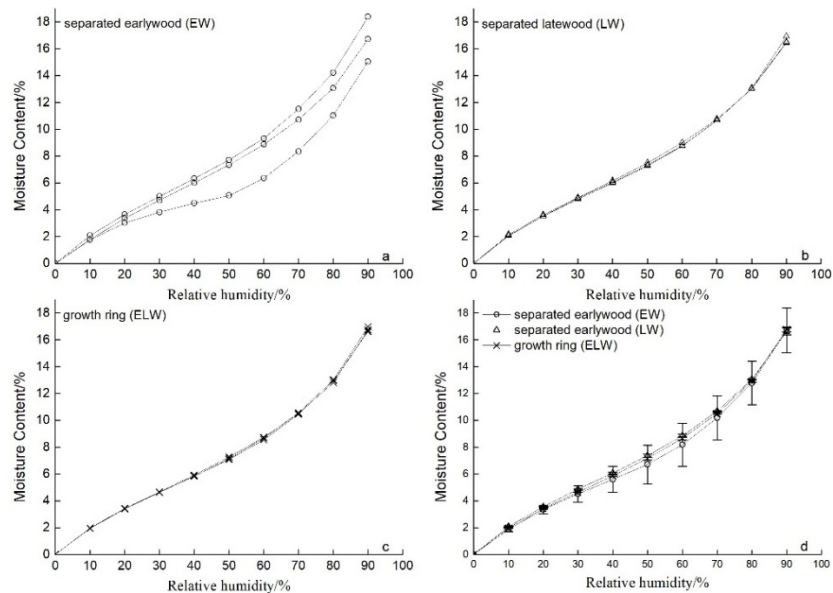 separated earlywood (EW)
Moisture Content/%
18
16
14
12
10
8
6
4
2
0
0 10 20 30 40 50 60 70 80 90 100
Relative humidity/%
a
separated latewood (LW)
Moisture Content/%
18
16
14
12
10
8
6
4
2
0
0 10 20 30 40 50 60 70 80 90 100
Relative humidity/%
b
growth ring (ELW)
Moisture Content/%
18
16
14
12
10
8
6
4
2
0
0 10 20 30 40 50 60 70 80 90 100
Relative humidity/%
c
separated earlywood (EW)
separated earlywood (LW)
growth ring (ELW)
Moisture Content/%
18
16
14
12
10
8
6
4
2
0
0 10 20 30 40 50 60 70 80 90 100
Relative humidity/%
d